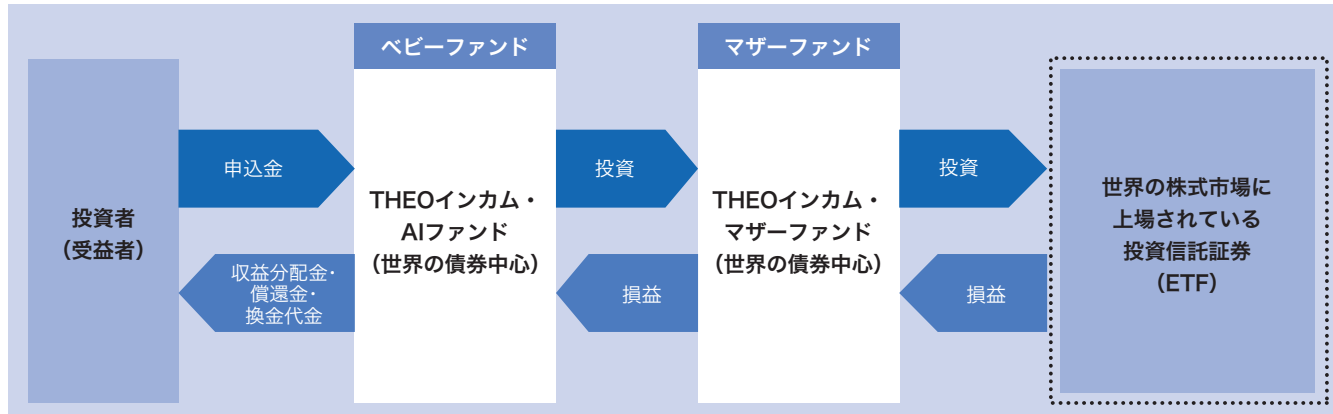 投資者
（受益者）
申込金
収益分配金・
償還金・
換金代金
ベビーファンド
THEOインカム・
AIファンド
（世界の債券中心）
投資
損益
マザーファンド
THEOインカム・
マザーファンド
（世界の債券中心）
投資
損益
世界の株式市場に
上場されている
投資信託証券
（ETF）